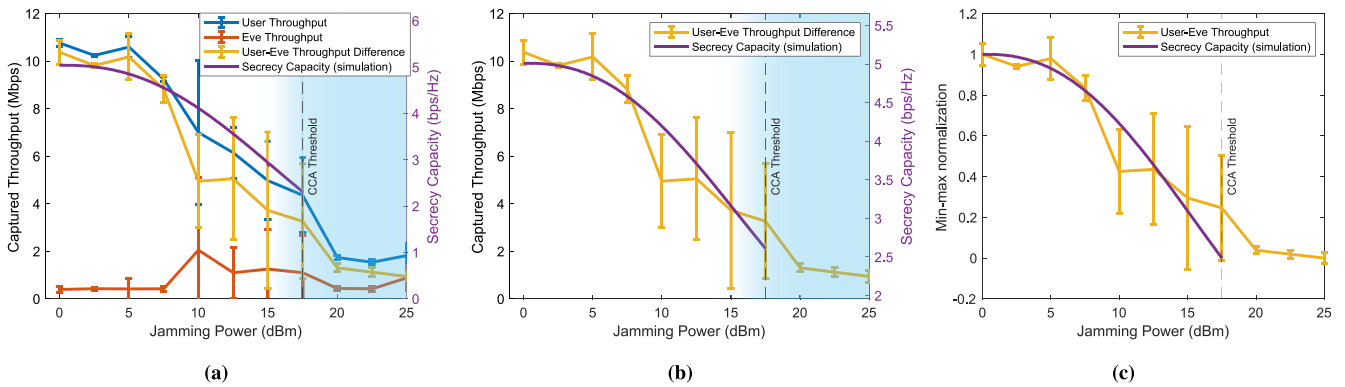 User Throughput
Eve Throughput
User-Eve Throughput Difference
Secrecy Capacity (simulation)
CCA Threshold
Captured Throughput (Mbps)
0 2 4 6 8 10 12
Secrecy Capacity (bps/Hz)
0 1 2 3 4 5 6
0 5 10 15 20 25
Jamming Power (dBm)
(a)
User-Eve Throughput Difference
Secrecy Capacity (simulation)
CCA Threshold
Captured Throughput (Mbps)
0 2 4 6 8 10 12
Secrecy Capacity (bps/Hz)
2 2.5 3 3.5 4 4.5 5 5.5
0 5 10 15 20 25
Jamming Power (dBm)
(b)
User-Eve Throughput
Secrecy Capacity (simulation)
CCA Threshold
Min-max normalization
-0.2 0 0.2 0.4 0.6 0.8 1 1.2
0 5 10 15 20 25
Jamming Power (dBm)
(c)